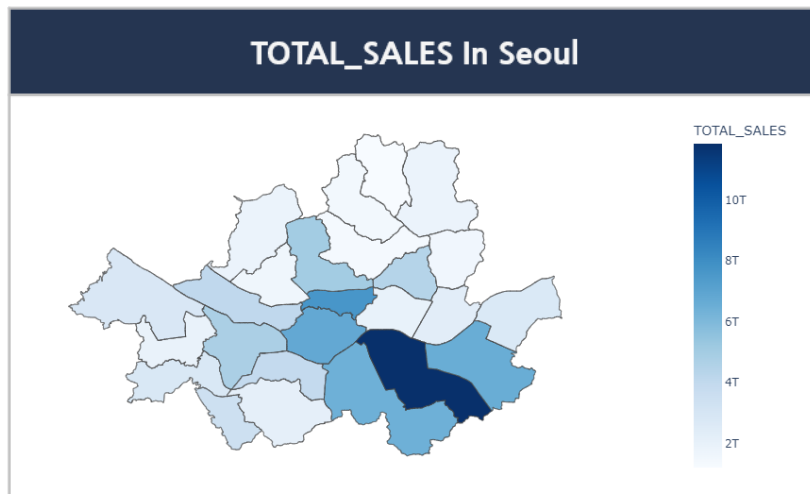 TOTAL_SALES In Seoul
TOTAL_SALES
10T
8T
6T
4T
2T